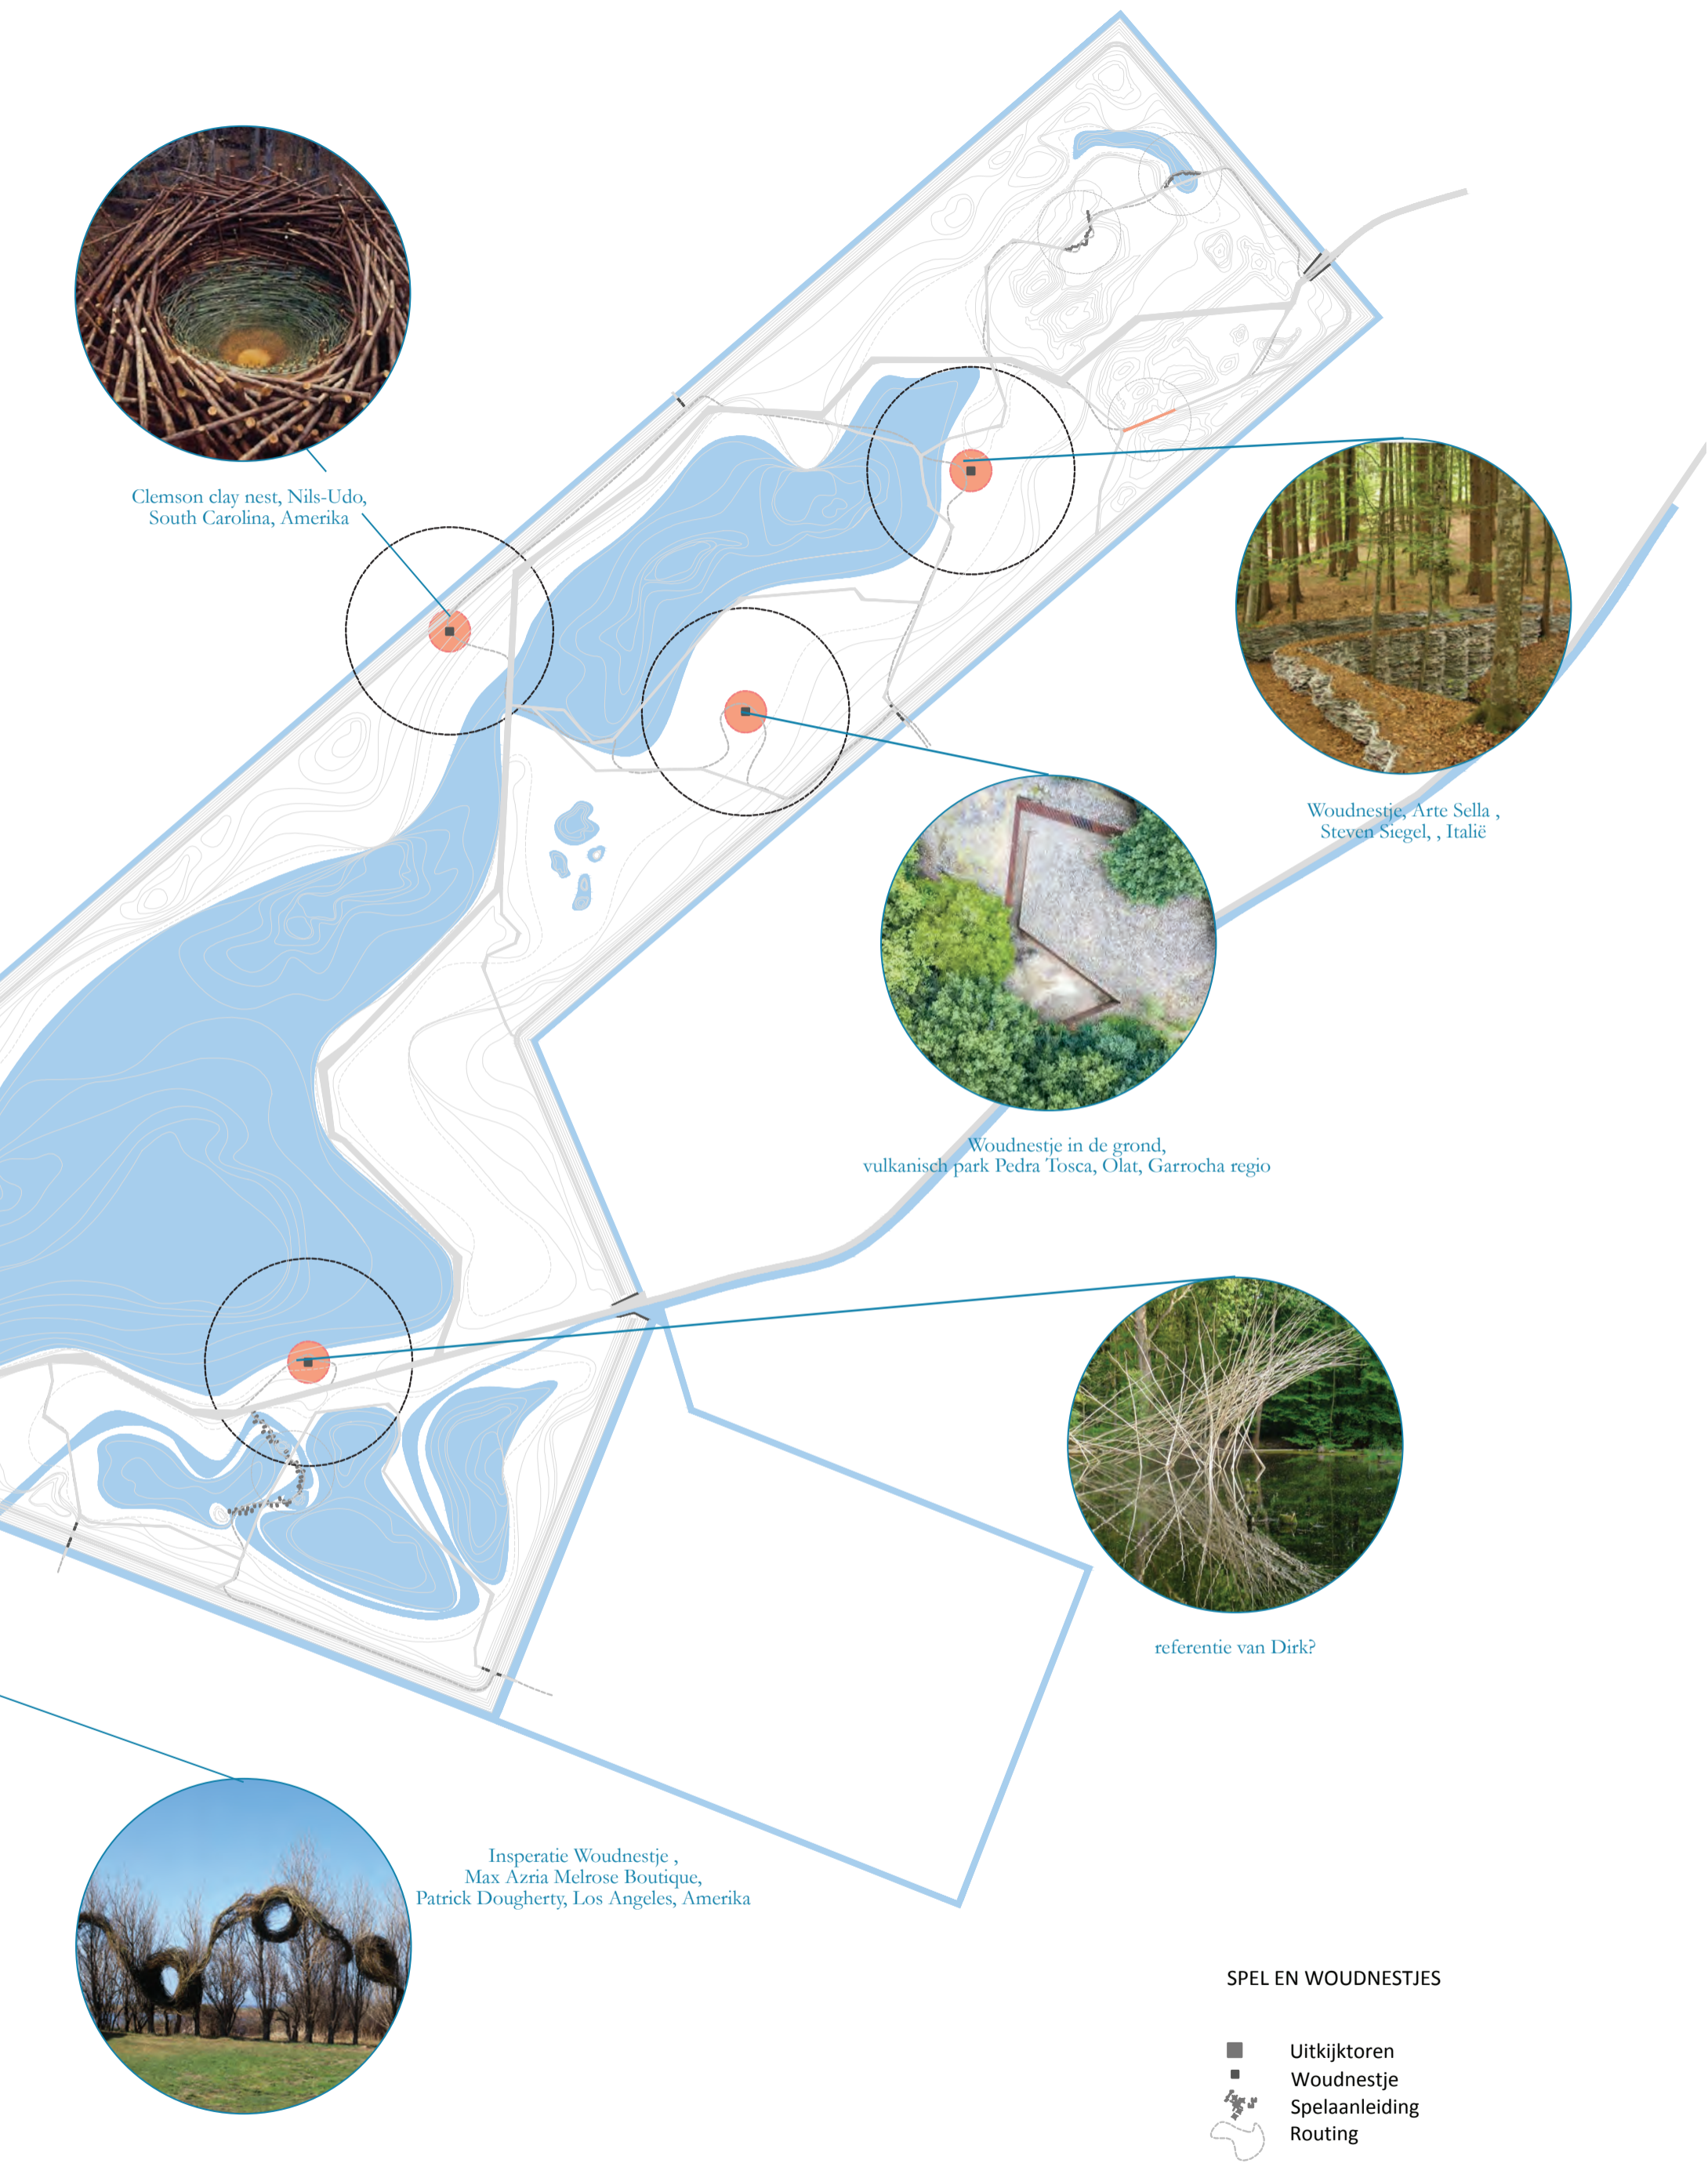 Clemson clay nest, Nils-Udo,
South Carolina, Amerika
Woudnestje, Arte Sella ,
Steven Siegel, , Italië
Woudnestje in de grond,
vulkanisch park Pedra Tosca, Olat, Garrocha regio
referentie van Dirk?
Insperatie Woudnestje ,
Max Azria Melrose Boutique,
Patrick Dougherty, Los Angeles, Amerika
SPEL EN WOUDNESTJES
Uitkijktoren
Woudnestje
Spelaanleiding
Routing